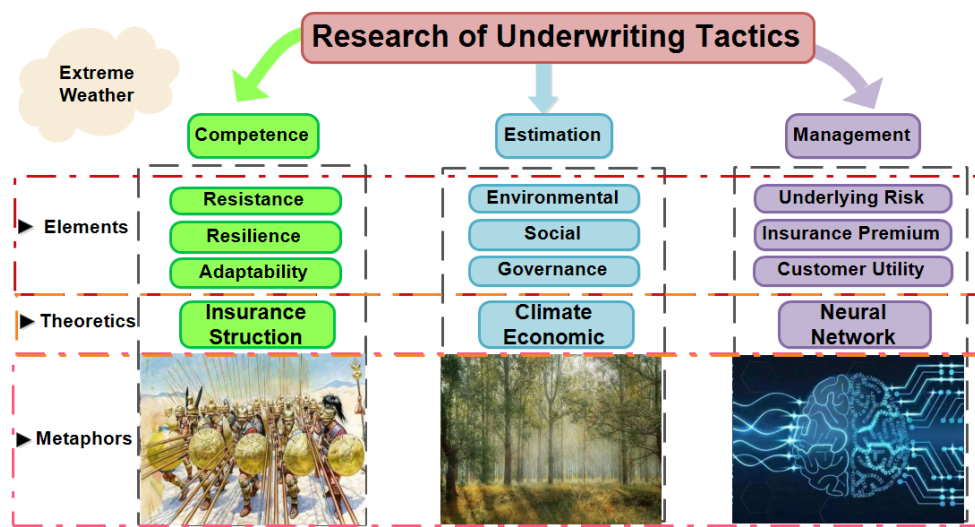 Research of Underwriting Tactics
Extreme
Weather
Competence
Estimation
Management
Elements
Resistance
Resilience
Adaptability
Environmental
Social
Governance
Underlying Risk
Insurance Premium
Customer Utility
Theoretics
Insurance
Struction
Climate
Economic
Neural
Network
Metaphors